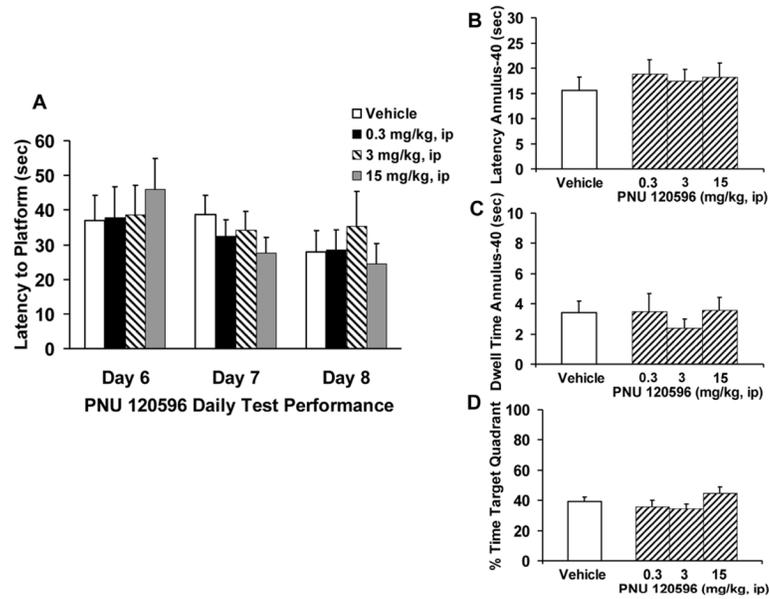 A
Vehicle
0.3 mg/kg, ip
3 mg/kg, ip
15 mg/kg, ip
Latency to Platform (sec)
60
50
40
30
20
10
0
Day 6 Day 7 Day 8
PNU 120596 Daily Test Performance
B
Latency Annulus-40 (sec)
30
25
20
15
10
5
0
Vehicle 0.3 3 15
PNU 120596 (mg/kg, ip)
C
Dwell Time Annulus-40 (sec)
10
8
6
4
2
0
Vehicle 0.3 3 15
PNU 120596 (mg/kg, ip)
D
% Time Target Quadrant
100
80
60
40
20
0
Vehicle 0.3 3 15
PNU 120596 (mg/kg, ip)